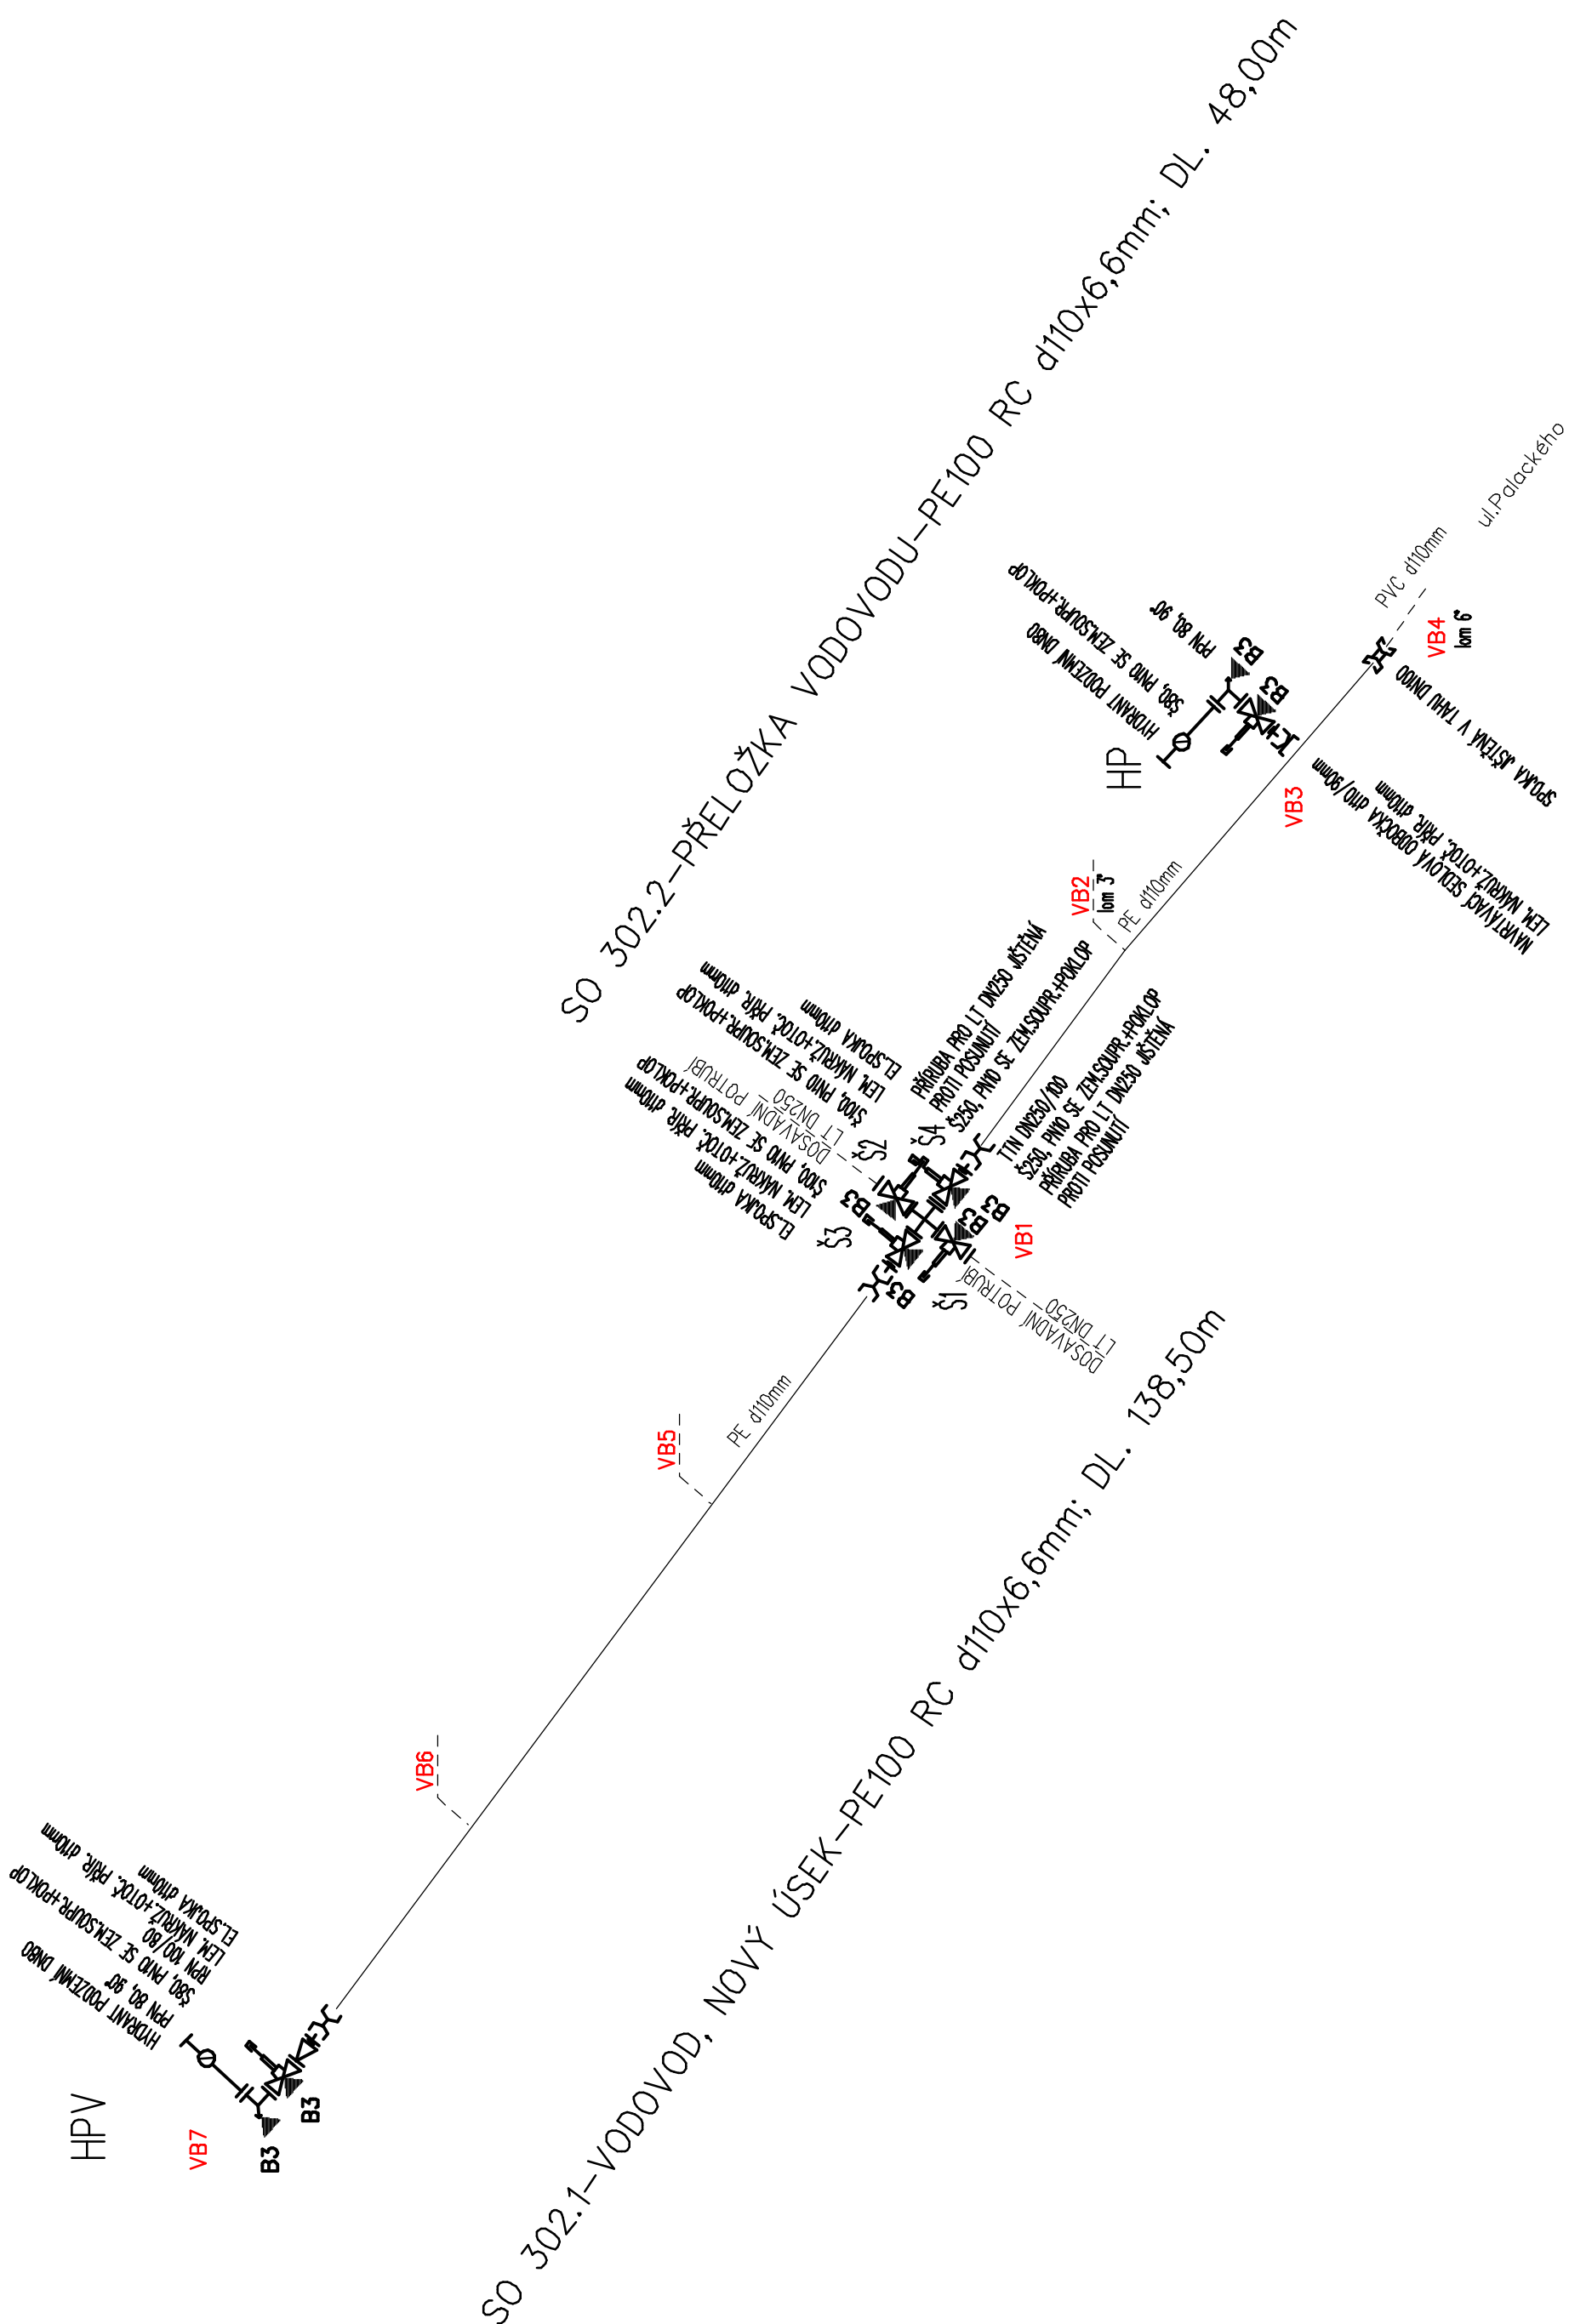 SO 302.2-PŘELOŽKA VODOVODU-PE100 RC d110x6,6mm; DL. 48,00m
ul.Palackého
PVC d110mm
VB4
lom 6°
SPOJKA JIŠTĚNÁ V TAHU DN100
HYDRANT PODZEMNÍ DN80
Š80, PN10 SE ZEM.SOUPR.+POKLOP
PPN 80, 90°
B3
B3
HP
VB3
NAVRTÁVACÍ SEDLOVÁ ODBOČKA d110/90mm
LEM. NÁKRUŽ.+OTOČ. PŘÍR. d110mm
VB2
lom 3°
PE d110mm
PŘÍRUBA PRO LT DN250 JIŠTĚNÁ
PROTI POSUNUTÍ
Š250, PN10 SE ZEM.SOUPR.+POKLOP
TTN DN250/100
Š250, PN10 SE ZEM.SOUPR.+POKLOP
PŘÍRUBA PRO LT DN250 JIŠTĚNÁ
PROTI POSUNUTÍ
Š100, PN10 SE ZEM.SOUPR.+POKLOP
LEM. NÁKRUŽ.+OTOČ. PŘÍR. d110mm
EL.SPOJKA d110mm
DOSAVADNÍ POTRUBÍ
LT DN250
EL.SPOJKA d110mm
LEM. NÁKRUŽ.+OTOČ. PŘÍR. d110mm
Š100, PN10 SE ZEM.SOUPR.+POKLOP
Š2
Š4
Š3
Š1
B3
B3
B3
B3
VB1
DOSAVADNÍ POTRUBÍ
LT DN250
PE d110mm
VB5
VB6
SO 302.1-VODOVOD, NOVÝ ÚSEK-PE100 RC d110x6,6mm; DL. 138,50m
HYDRANT PODZEMNÍ DN80
PPN 80, 90°
Š80, PN10 SE ZEM.SOUPR.+POKLOP
RPN 100/80
LEM. NÁKRUŽ.+OTOČ. PŘÍR. d110mm
EL.SPOJKA d110mm
HPV
VB7
B3
B3